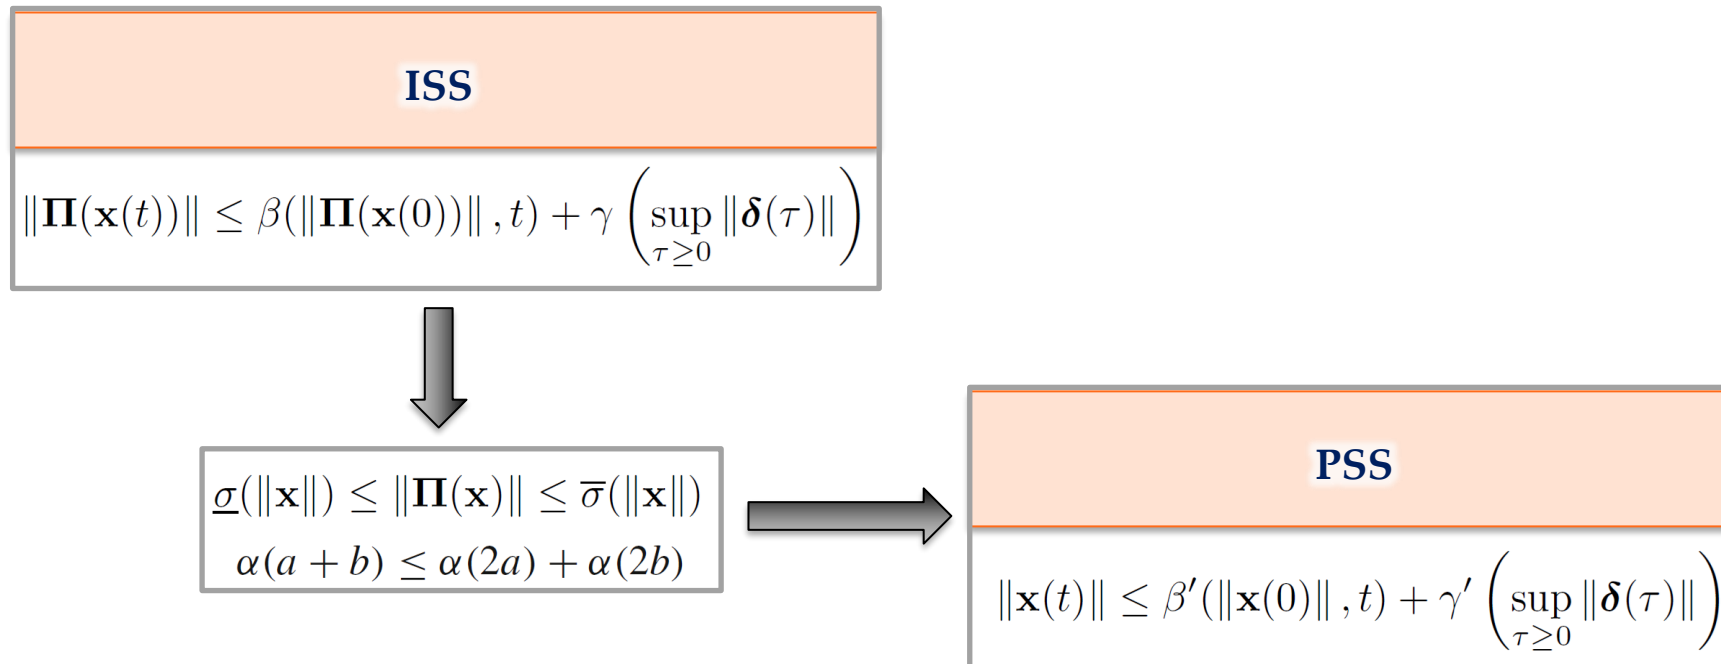 ISS
‖Π(x(t))‖ ≤ β(‖Π(x(0))‖ , t) + γ ( sup_{τ≥0} ‖δ(τ)‖ )
σ̲(‖x‖) ≤ ‖Π(x)‖ ≤ σ̅(‖x‖)
α(a + b) ≤ α(2a) + α(2b)
PSS
‖x(t)‖ ≤ β′(‖x(0)‖ , t) + γ′ ( sup_{τ≥0} ‖δ(τ)‖ )